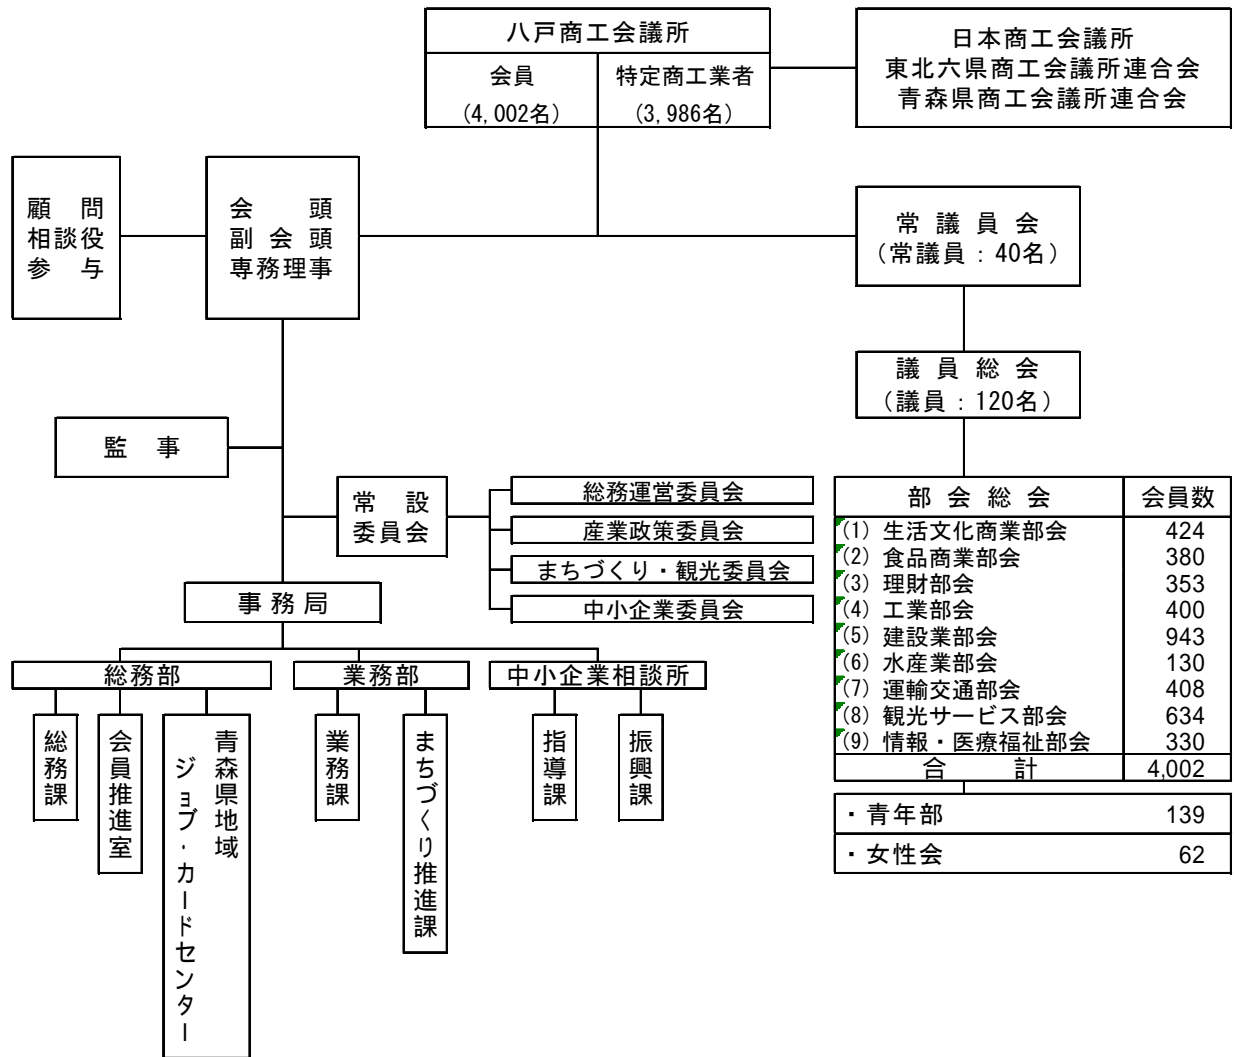 八戸商工会議所
会員
(4,002名)
特定商工業者
(3,986名)
日本商工会議所
東北六県商工会議所連合会
青森県商工会議所連合会
顧問
相談役
参与
会頭
副会頭
専務理事
常議員会
(常議員：40名)
議員総会
(議員：120名)
監事
常設
委員会
総務運営委員会
産業政策委員会
まちづくり・観光委員会
中小企業委員会
部会総会 会員数
(1) 生活文化商業部会 424
(2) 食品商業部会 380
(3) 理財部会 353
(4) 工業部会 400
(5) 建設業部会 943
(6) 水産業部会 130
(7) 運輸交通部会 408
(8) 観光サービス部会 634
(9) 情報・医療福祉部会 330
合計 4,002
・青年部 139
・女性会 62
事務局
総務部
業務部
中小企業相談所
総務課
会員推進室
青森県地域
ジョブ・カードセンター
業務課
まちづくり推進課
指導課
振興課